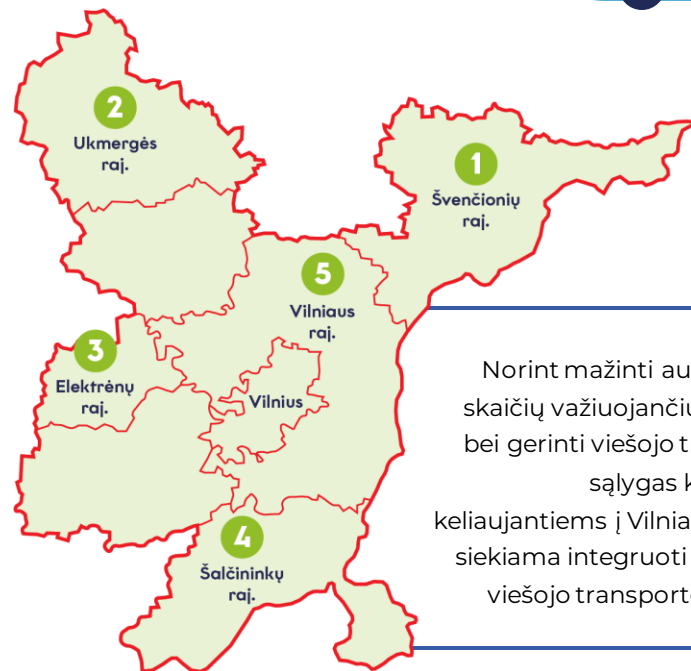 2
Ukmergės
raj.
1
Švenčionių
raj.
5
Vilniaus
raj.
3
Elektrėnų
raj.
Vilnius
4
Šalčininkų
raj.
Norint mažinti au
skaičių važiuojanči
bei gerinti viešojo t
sąlygas k
keliaujantiems į Vilnia
siekiama integruoti
viešojo transporto